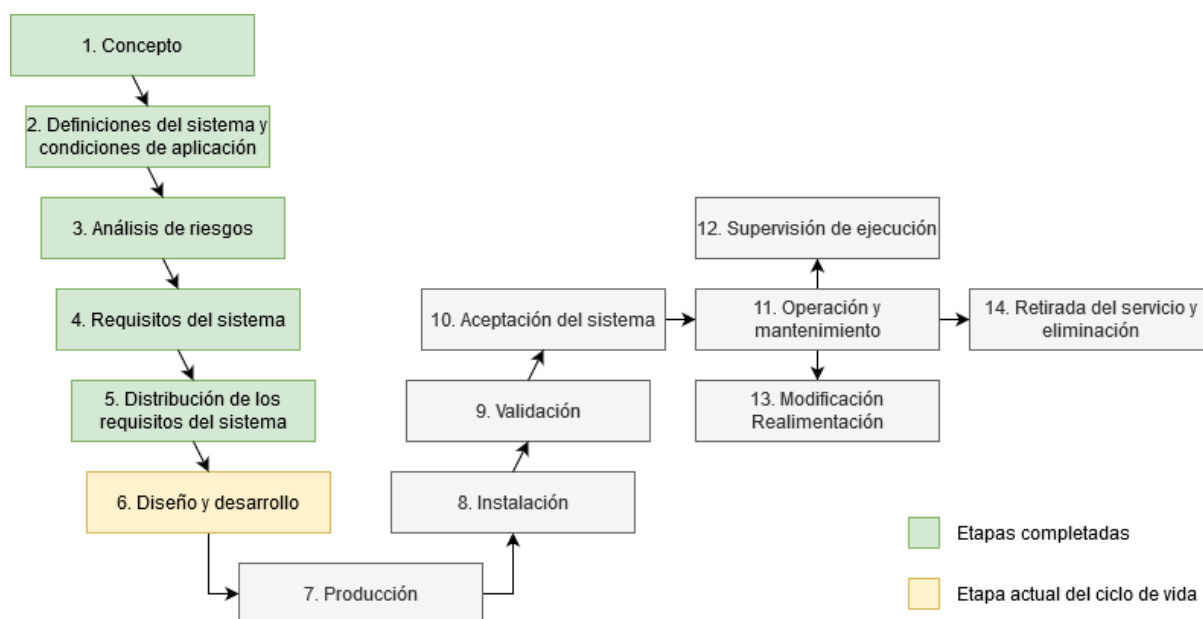 1. Concepto
2. Definiciones del sistema y
condiciones de aplicación
3. Análisis de riesgos
4. Requisitos del sistema
5. Distribución de los
requisitos del sistema
6. Diseño y desarrollo
7. Producción
8. Instalación
9. Validación
10. Aceptación del sistema
11. Operación y
mantenimiento
12. Supervisión de ejecución
13. Modificación
Realimentación
14. Retirada del servicio y
eliminación
Etapas completadas
Etapa actual del ciclo de vida